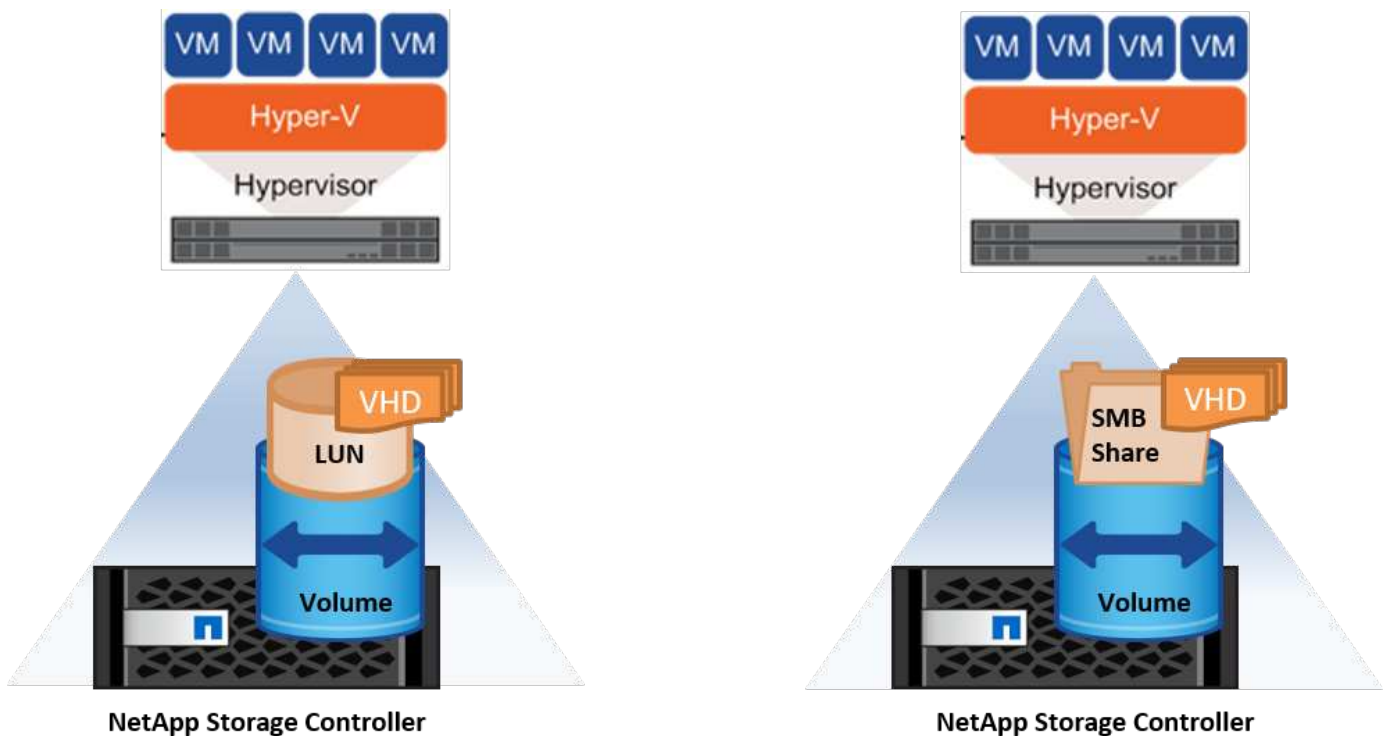 VM VM VM VM
Hyper-V
Hypervisor
VHD
LUN
Volume
NetApp Storage Controller
VM VM VM VM
Hyper-V
Hypervisor
VHD
SMB
Share
Volume
NetApp Storage Controller